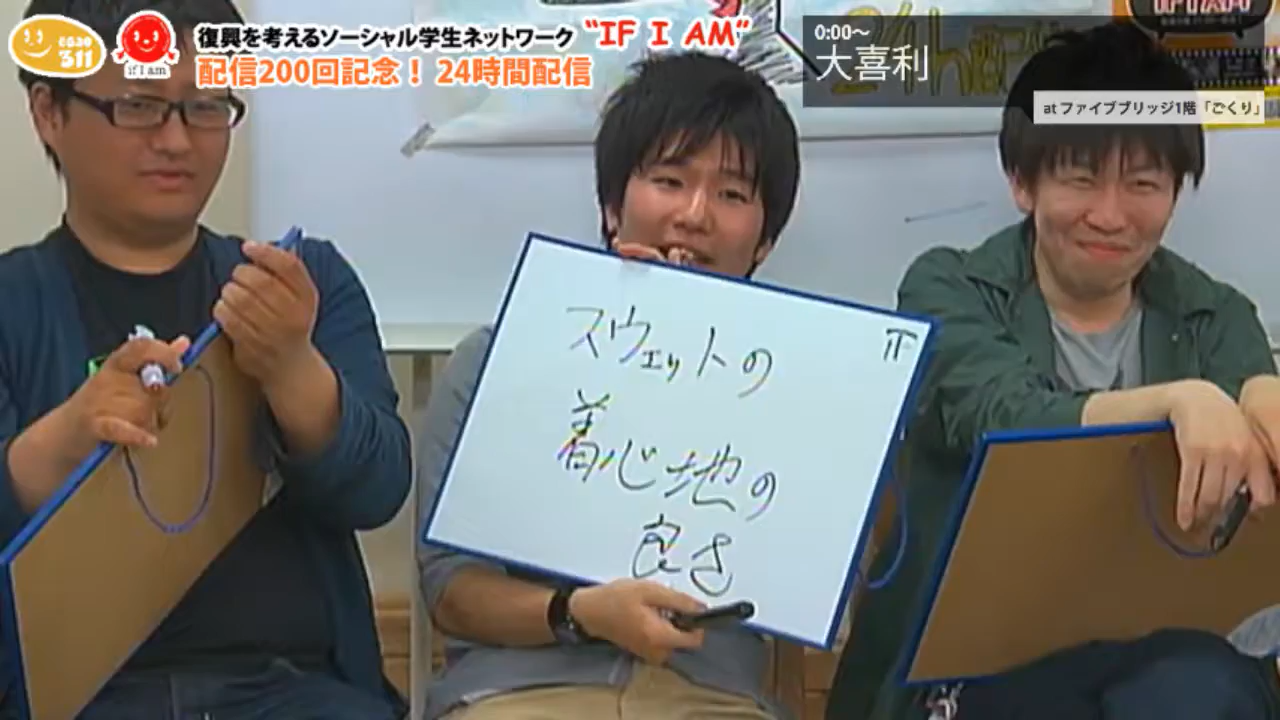 EGAO
311
if I am
復興を考えるソーシャル学生ネットワーク “IF I AM”
配信200回記念！ 24時間配信
0:00～
大喜利
at ファイブブリッジ1階「ごくり」
IF I AM
スウェットの
着心地の
良さ